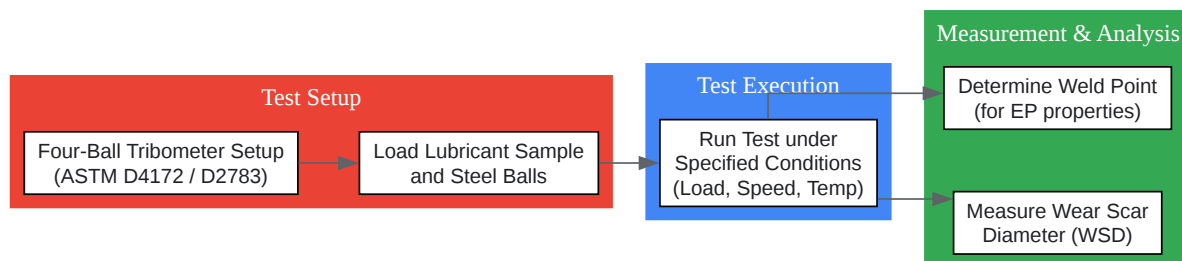 Test Setup
Four-Ball Tribometer Setup
(ASTM D4172 / D2783)
Load Lubricant Sample
and Steel Balls
Test Execution
Run Test under
Specified Conditions
(Load, Speed, Temp)
Measurement & Analysis
Determine Weld Point
(for EP properties)
Measure Wear Scar
Diameter (WSD)